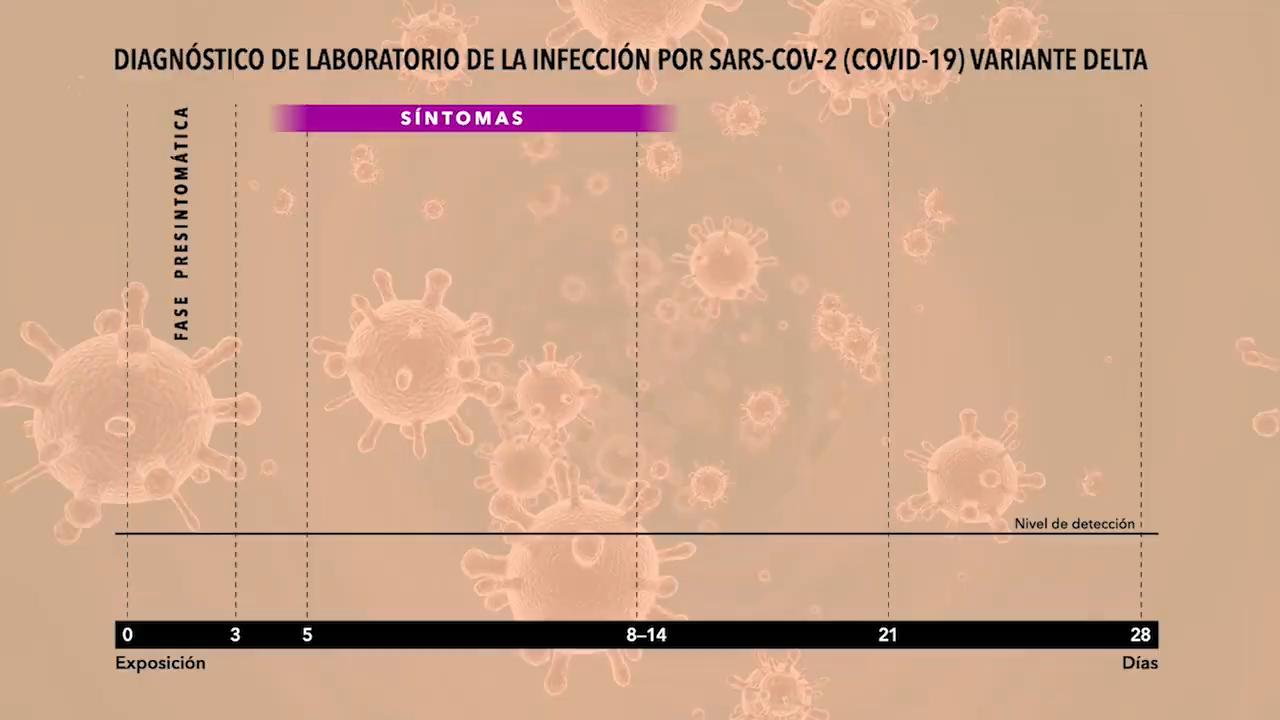 DIAGNÓSTICO DE LABORATORIO DE LA INFECCIÓN POR SARS-COV-2 (COVID-19) VARIANTE DELTA
SÍNTOMAS
FASE PRESINTOMÁTICA
Nivel de detección
0 3 5 8–14 21 28
Exposición Días